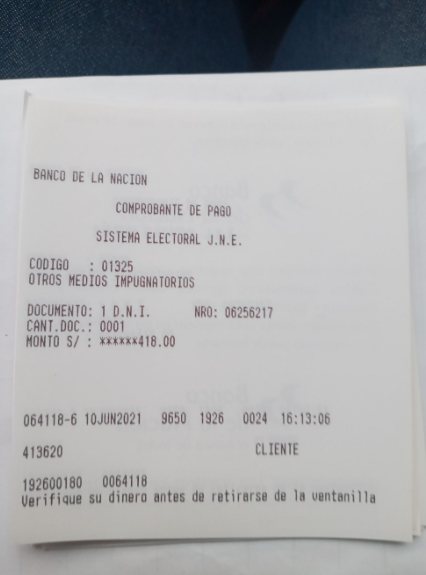 BANCO DE LA NACION
COMPROBANTE DE PAGO
SISTEMA ELECTORAL J.N.E.
CODIGO : 01325
OTROS MEDIOS IMPUGNATORIOS
DOCUMENTO: 1 D.N.I. NRO: 06256217
CANT.DOC.: 0001
MONTO S/ : ******418.00
064118-6 10JUN2021 9650 1926 0024 16:13:06
413620 CLIENTE
192600180 0064118
Verifique su dinero antes de retirarse de la ventanilla